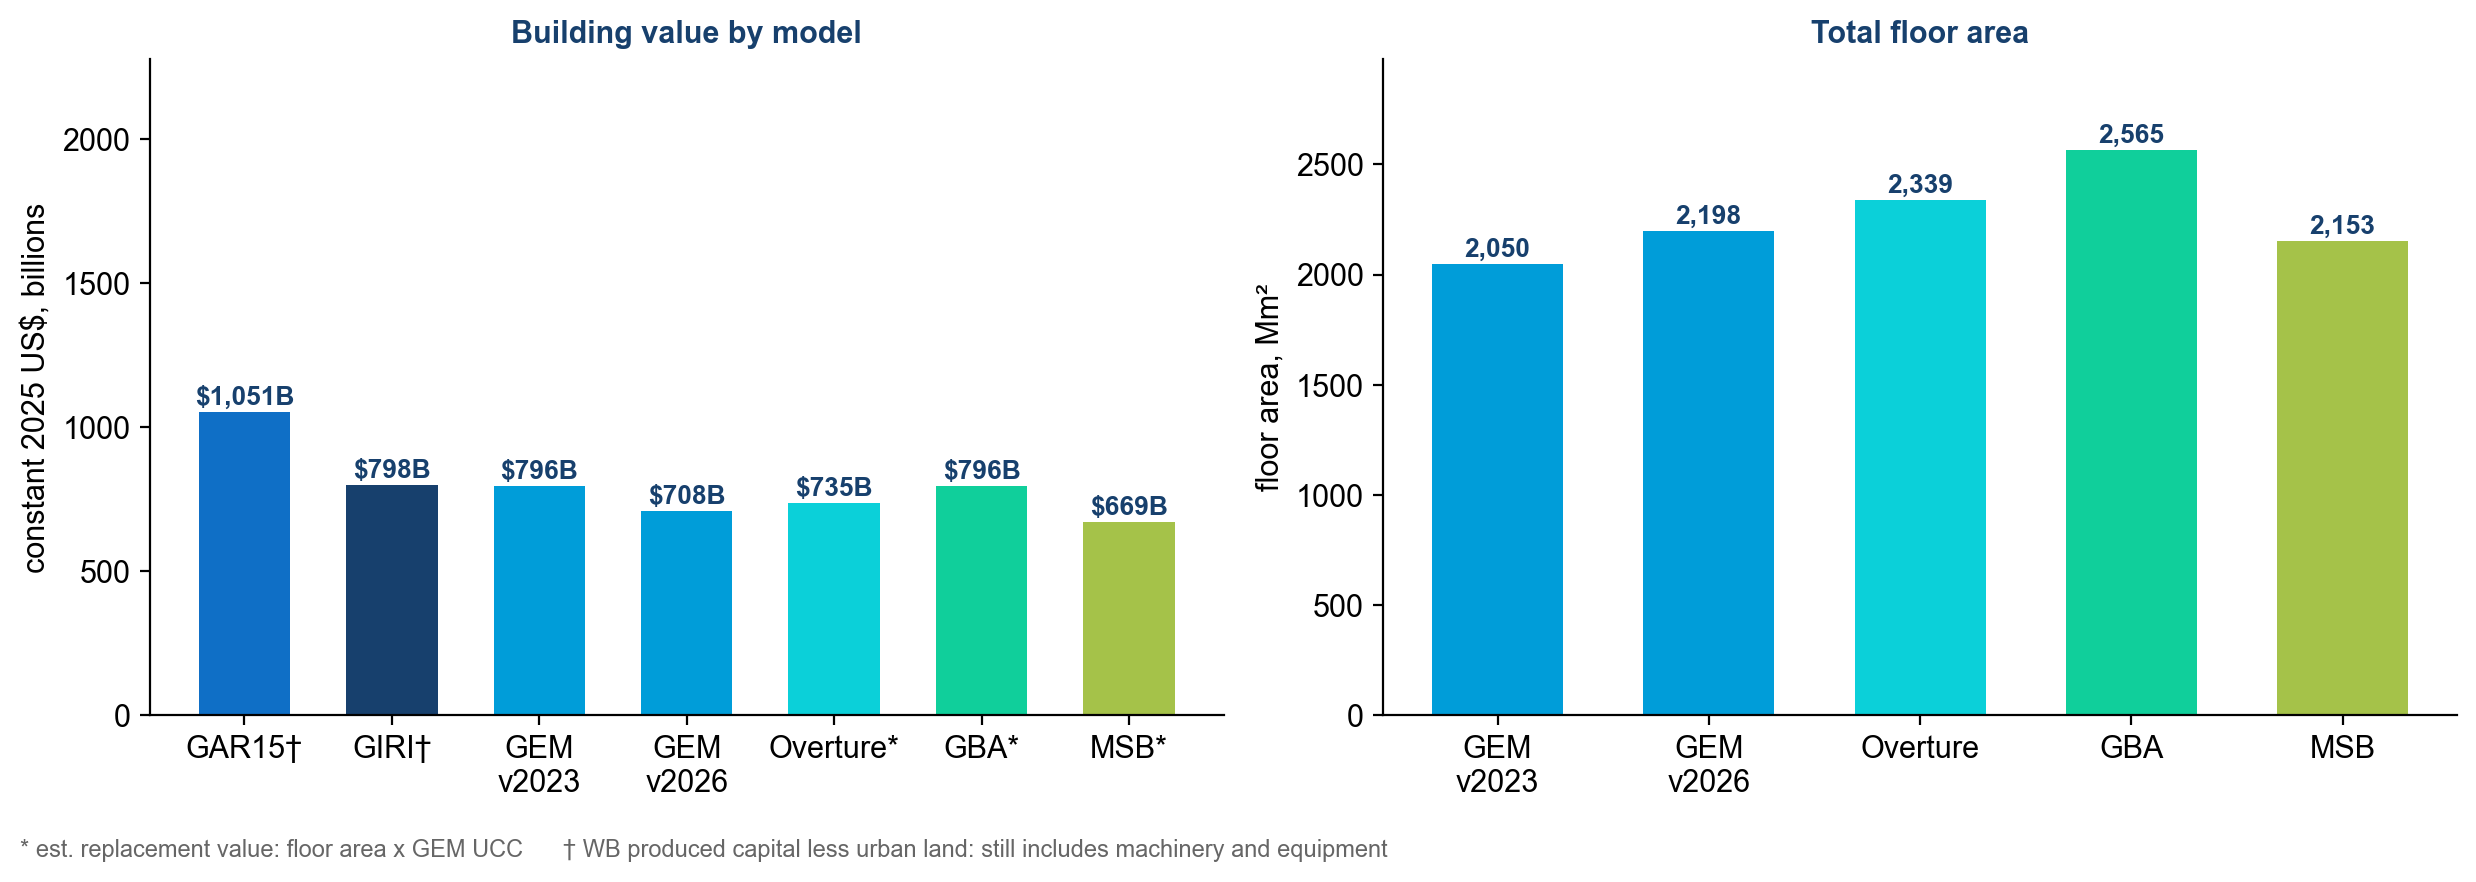 Building value by model
constant 2025 US$, billions
2000
1500
1000
500
0
$1,051B
$798B
$796B
$708B
$735B
$796B
$669B
GAR15†
GIRI†
GEM
v2023
GEM
v2026
Overture*
GBA*
MSB*
Total floor area
floor area, Mm²
2500
2000
1500
1000
500
0
2,050
2,198
2,339
2,565
2,153
GEM
v2023
GEM
v2026
Overture
GBA
MSB
* est. replacement value: floor area x GEM UCC † WB produced capital less urban land: still includes machinery and equipment